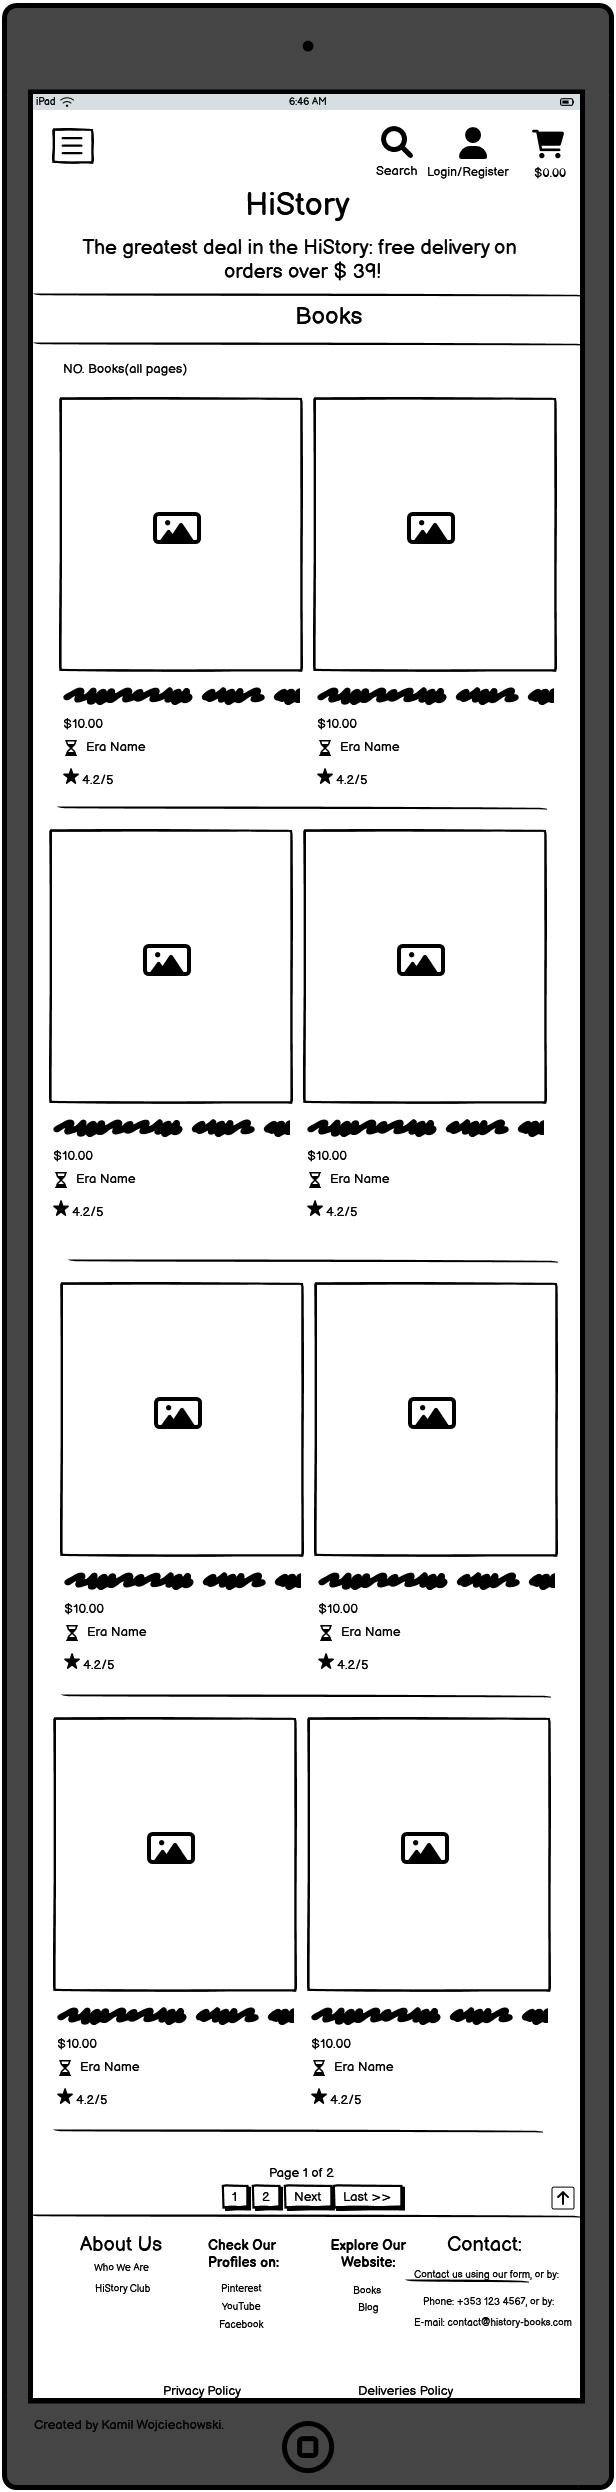 iPad 6:46 AM
Search Login/Register $0.00
HiStory
The greatest deal in the HiStory: free delivery on
orders over $ 39!
Books
NO. Books(all pages)
$10.00 $10.00
Era Name Era Name
4.2/5 4.2/5
$10.00 $10.00
Era Name Era Name
4.2/5 4.2/5
$10.00 $10.00
Era Name Era Name
4.2/5 4.2/5
$10.00 $10.00
Era Name Era Name
4.2/5 4.2/5
Page 1 of 2
1 2 Next Last >>
About Us
Who We Are
HiStory Club
Check Our
Profiles on:
Pinterest
YouTube
Facebook
Explore Our
Website:
Books
Blog
Contact:
Contact us using our form, or by:
Phone: +353 123 4567, or by:
E-mail: contact@history-books.com
Privacy Policy Deliveries Policy
Created by Kamil Wojciechowski.